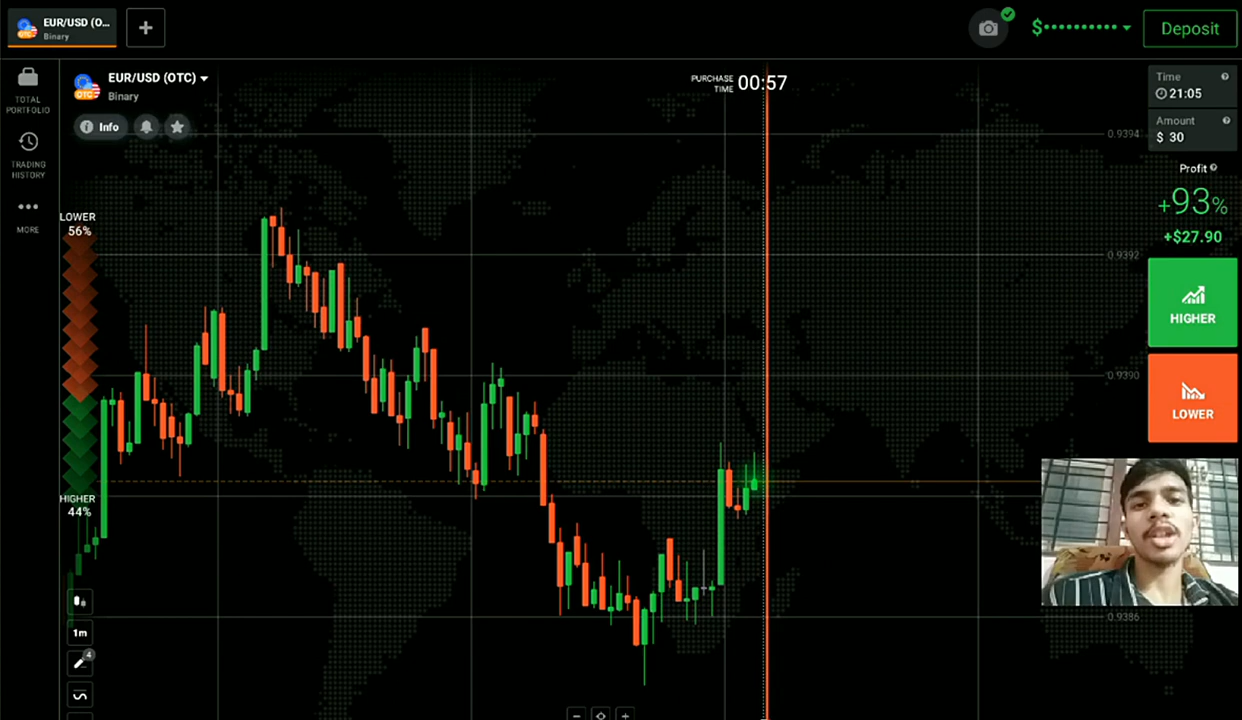 EUR/USD (O...
Binary
+
$••••••••••
Deposit
TOTAL
PORTFOLIO
TRADING
HISTORY
MORE
EUR/USD (OTC)
Binary
OTC
Info
PURCHASE
TIME
00:57
Time
21:05
Amount
$ 30
Profit
+93%
+$27.90
HIGHER
LOWER
LOWER
56%
HIGHER
44%
0.9394
0.9392
0.9390
0.9386
1m
4